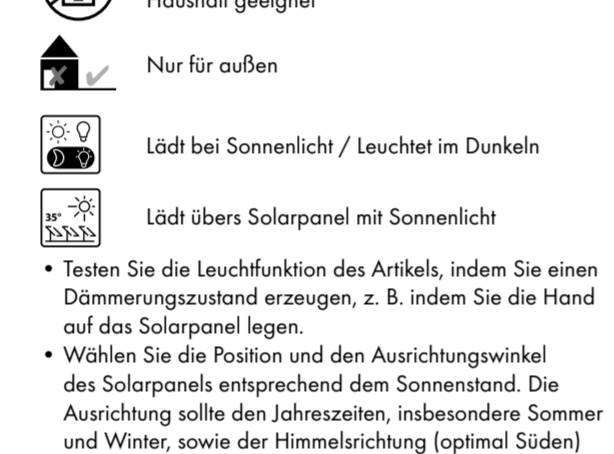 Haushalt geeignet
Nur für außen
Lädt bei Sonnenlicht / Leuchtet im Dunkeln
35°
Lädt übers Solarpanel mit Sonnenlicht
• Testen Sie die Leuchtfunktion des Artikels, indem Sie einen
Dämmerungszustand erzeugen, z. B. indem Sie die Hand
auf das Solarpanel legen.
• Wählen Sie die Position und den Ausrichtungswinkel
des Solarpanels entsprechend dem Sonnenstand. Die
Ausrichtung sollte den Jahreszeiten, insbesondere Sommer
und Winter, sowie der Himmelsrichtung (optimal Süden)